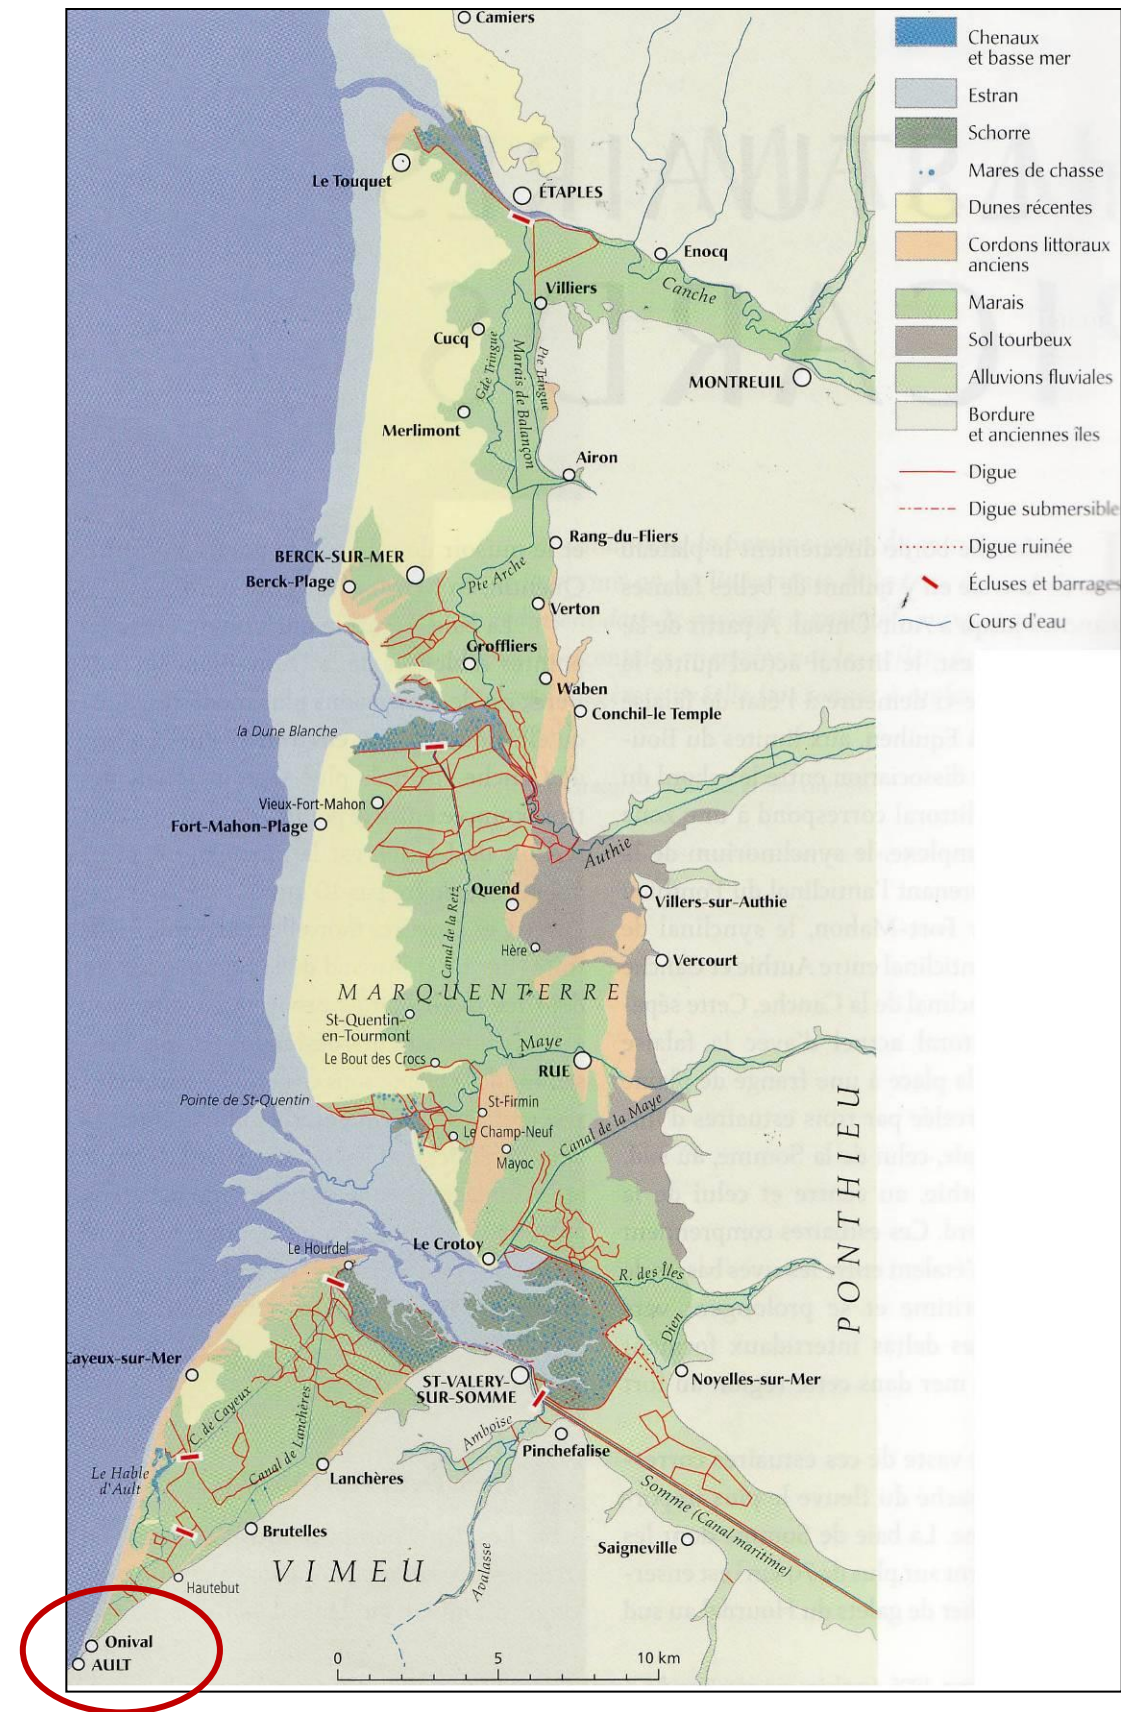 Camiers
Le Touquet
ÉTAPLES
Enocq
Canche
Villiers
Cucq
Gde Tringue
Marais de Balançon
Pte Tringue
MONTREUIL
Merlimont
Airon
Rang-du-Fliers
BERCK-SUR-MER
Berck-Plage
Pte Arche
Verton
Groffliers
Waben
Conchil-le Temple
la Dune Blanche
Vieux-Fort-Mahon
Fort-Mahon-Plage
Authie
Quend
Villers-sur-Authie
Canal de la Retz
Hère
Vercourt
MARQUENTERRE
St-Quentin-
en-Tourmont
Le Bout des Crocs
Maye
RUE
Pointe de St-Quentin
St-Firmin
Le Champ-Neuf
Mayoc
Canal de la Maye
PONTHIEU
Le Hourdel
Le Crotoy
R. des Îles
Dien
Cayeux-sur-Mer
ST-VALERY-
SUR-SOMME
Noyelles-sur-Mer
C. de Cayeux
Canal de Lanchères
Amboise
Pinchefalise
Le Hable
d'Ault
Lanchères
Somme (Canal maritime)
Brutelles
Saigneville
VIMEU
Avalasse
Hautebut
Onival
AULT
0 5 10 km
Chenaux
et basse mer
Estran
Schorre
Mares de chasse
Dunes récentes
Cordons littoraux
anciens
Marais
Sol tourbeux
Alluvions fluviales
Bordure
et anciennes îles
Digue
Digue submersible
Digue ruinée
Écluses et barrages
Cours d'eau